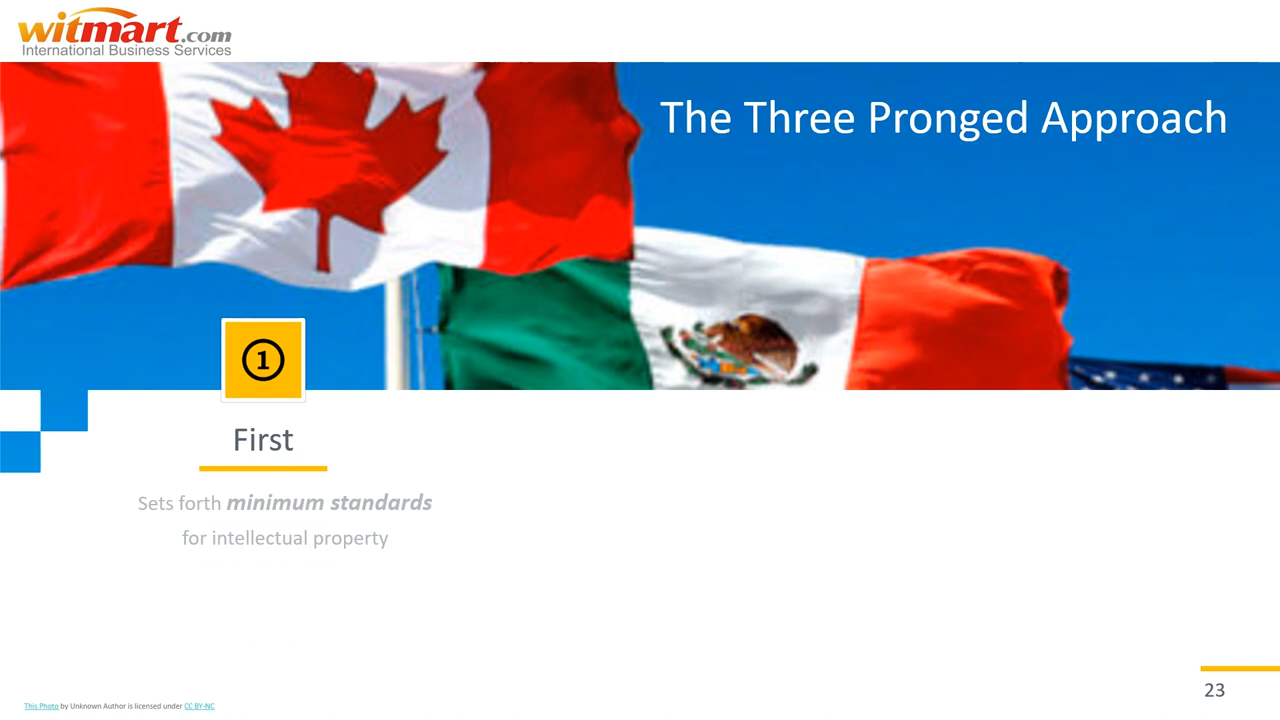 witmart.com
International Business Services
The Three Pronged Approach
1
First
Sets forth minimum standards
for intellectual property
23
This Photo by Unknown Author is licensed under CC BY-NC